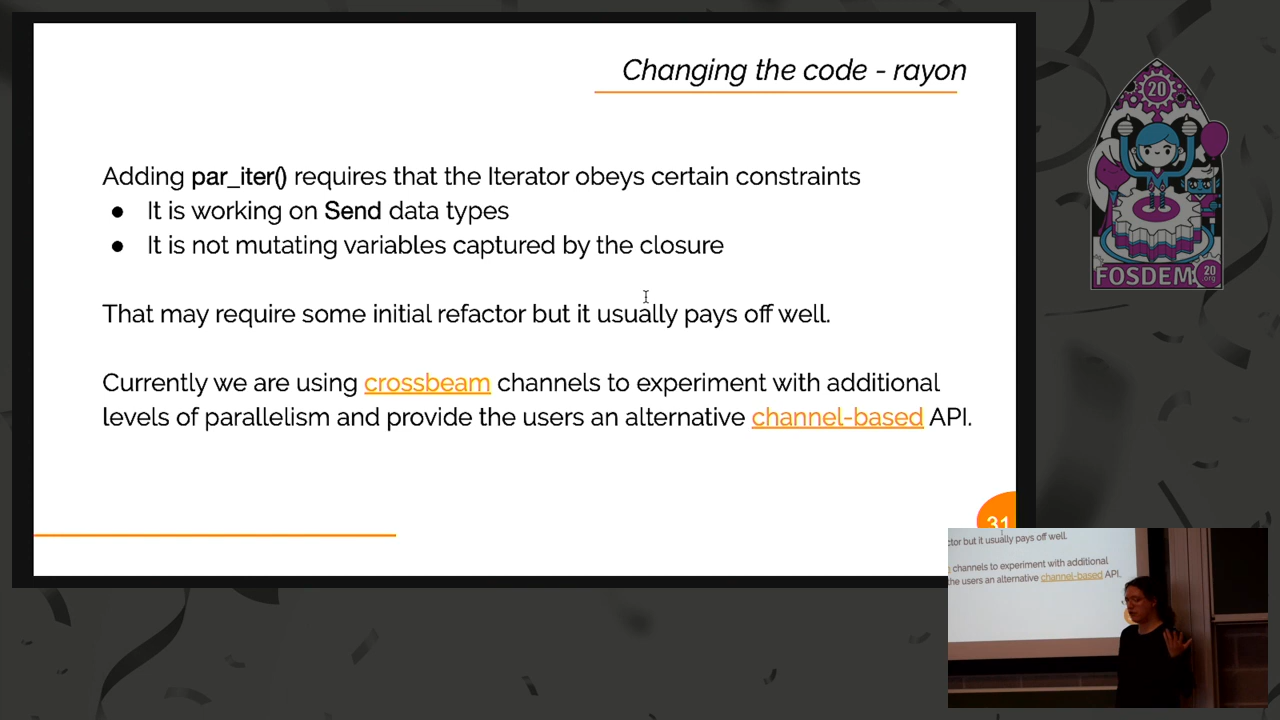 Changing the code - rayon
Adding par_iter() requires that the Iterator obeys certain constraints
● It is working on Send data types
● It is not mutating variables captured by the closure
That may require some initial refactor but it usually pays off well.
Currently we are using crossbeam channels to experiment with additional
levels of parallelism and provide the users an alternative channel-based API.
31
20
FOSDEM 20
.org
ctor but it usually pays off well.
channels to experiment with additional
he users an alternative channel-based API.